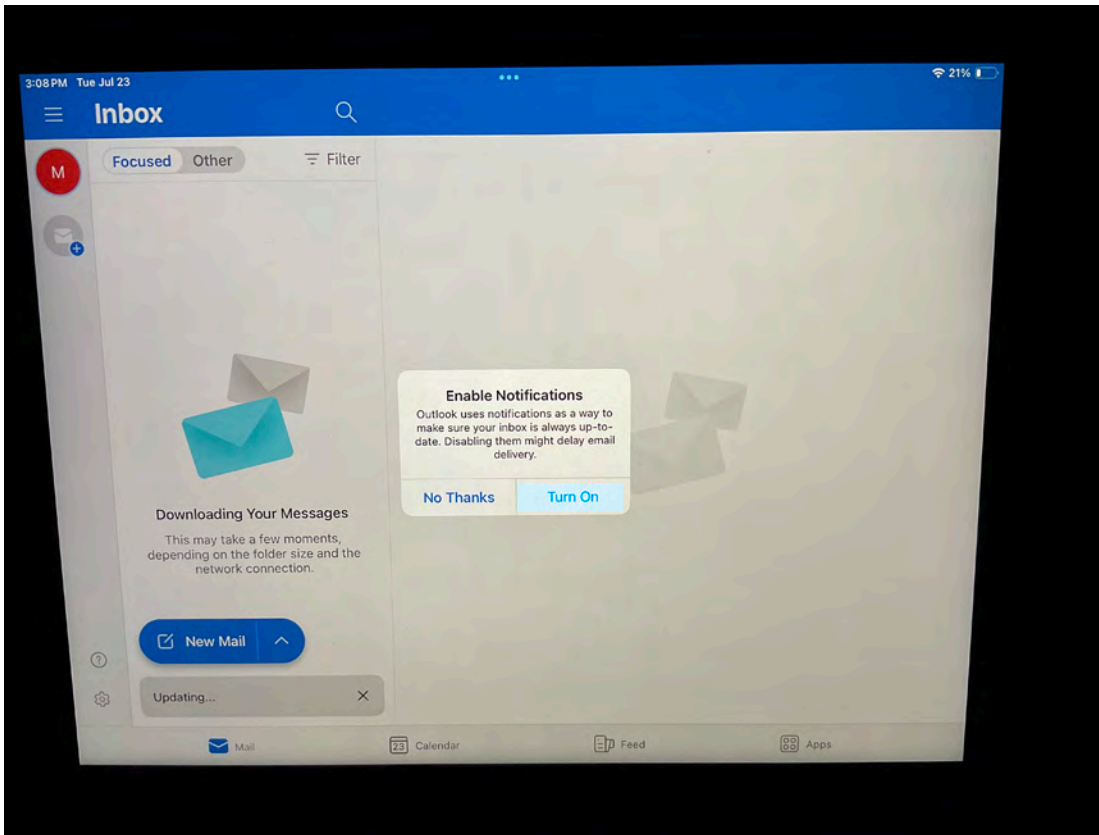 3:08 PM Tue Jul 23
21%
Inbox
M
Focused Other Filter
Enable Notifications
Outlook uses notifications as a way to
make sure your inbox is always up-to-
date. Disabling them might delay email
delivery.
No Thanks Turn On
Downloading Your Messages
This may take a few moments,
depending on the folder size and the
network connection.
New Mail
?
Updating...
Mail 23 Calendar Feed Apps